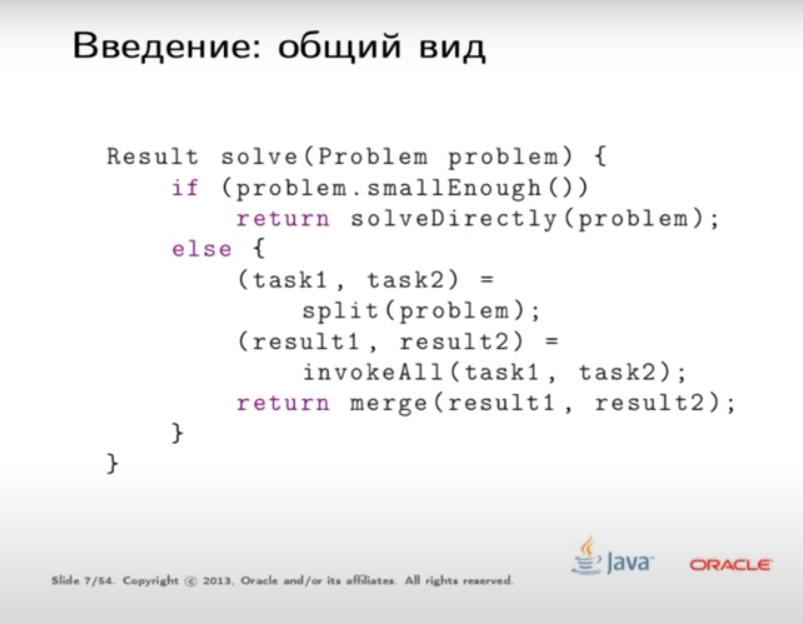 Введение: общий вид
Result solve(Problem problem) {
    if (problem.smallEnough())
        return solveDirectly(problem);
    else {
        (task1, task2) =
            split(problem);
        (result1, result2) =
            invokeAll(task1, task2);
        return merge(result1, result2);
    }
}
Java
ORACLE
Slide 7/54. Copyright © 2013, Oracle and/or its affiliates. All rights reserved.